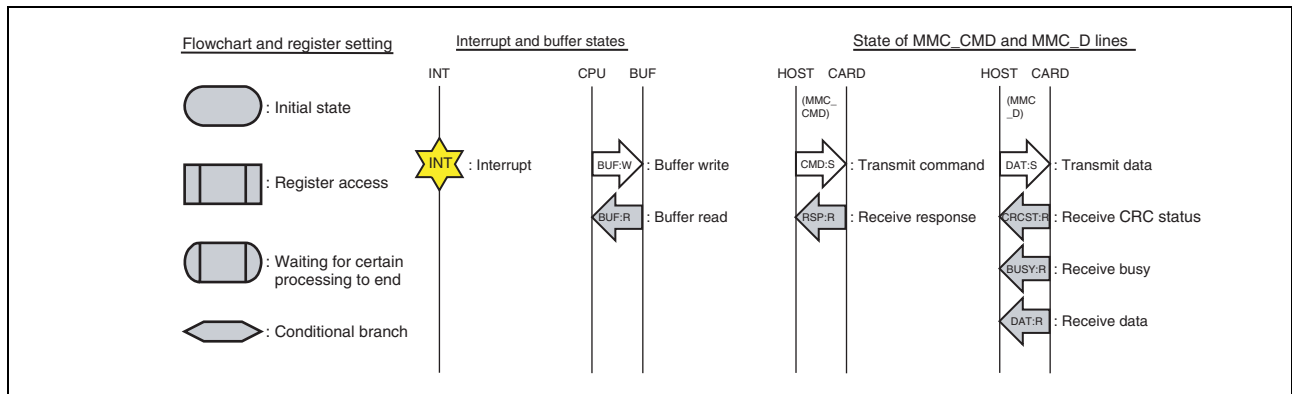 Flowchart and register setting
: Initial state
: Register access
: Waiting for certain
processing to end
: Conditional branch
Interrupt and buffer states
INT
CPU BUF
INT
: Interrupt
BUF:W
: Buffer write
BUF:R
: Buffer read
State of MMC_CMD and MMC_D lines
HOST CARD
(MMC_
CMD)
CMD:S
: Transmit command
RSP:R
: Receive response
HOST CARD
(MMC
_D)
DAT:S
: Transmit data
CRCST:R
: Receive CRC status
BUSY:R
: Receive busy
DAT:R
: Receive data